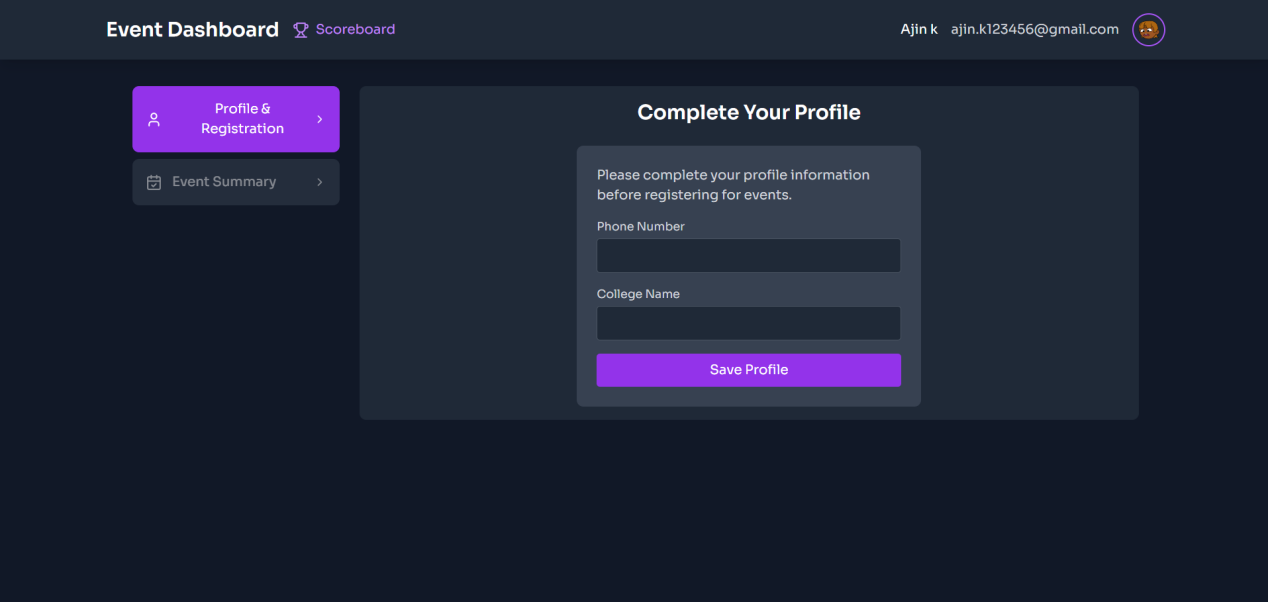 Event Dashboard Scoreboard Ajin k ajin.k123456@gmail.com
Profile &
Registration
Event Summary
Complete Your Profile
Please complete your profile information
before registering for events.
Phone Number
College Name
Save Profile